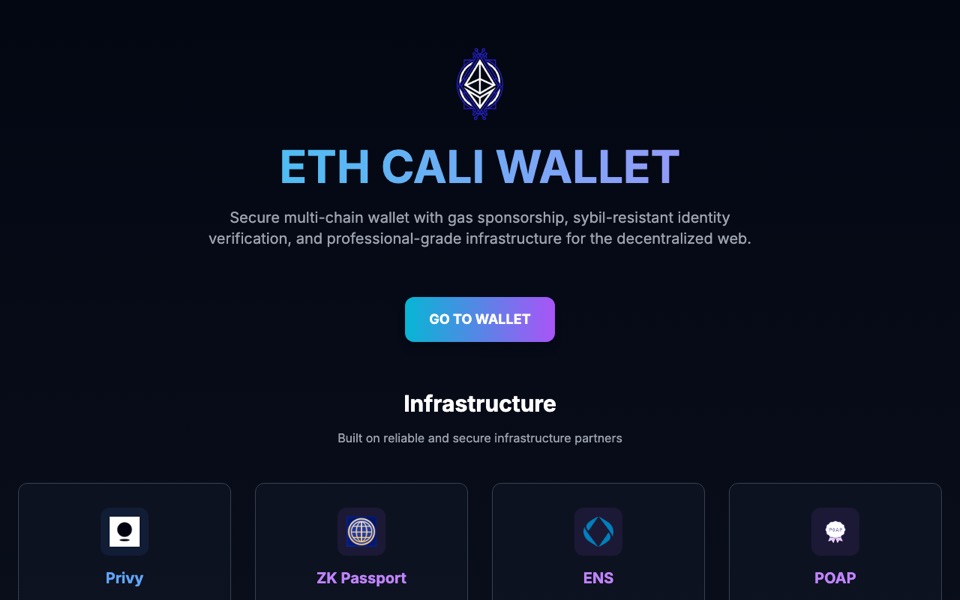 ETH CALI WALLET
Secure multi-chain wallet with gas sponsorship, sybil-resistant identity
verification, and professional-grade infrastructure for the decentralized web.
GO TO WALLET
Infrastructure
Built on reliable and secure infrastructure partners
POAP
Privy
ZK Passport
ENS
POAP